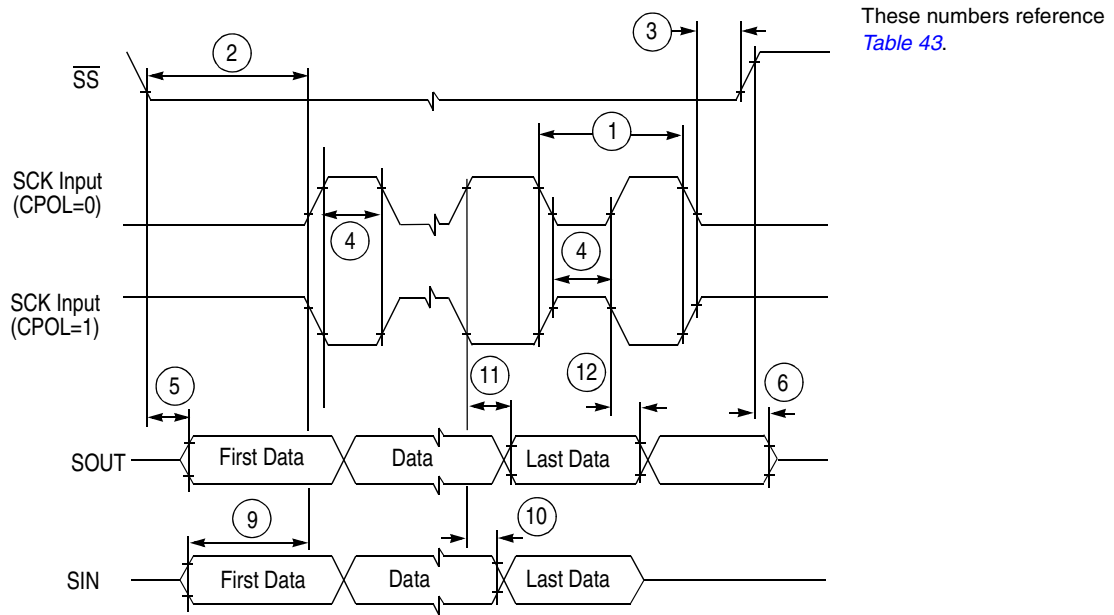 These numbers reference
Table 43.
3
2
SS
1
SCK Input
(CPOL=0)
4
4
SCK Input
(CPOL=1)
11
12
5
6
SOUT
First Data
Data
Last Data
9
10
SIN
First Data
Data
Last Data